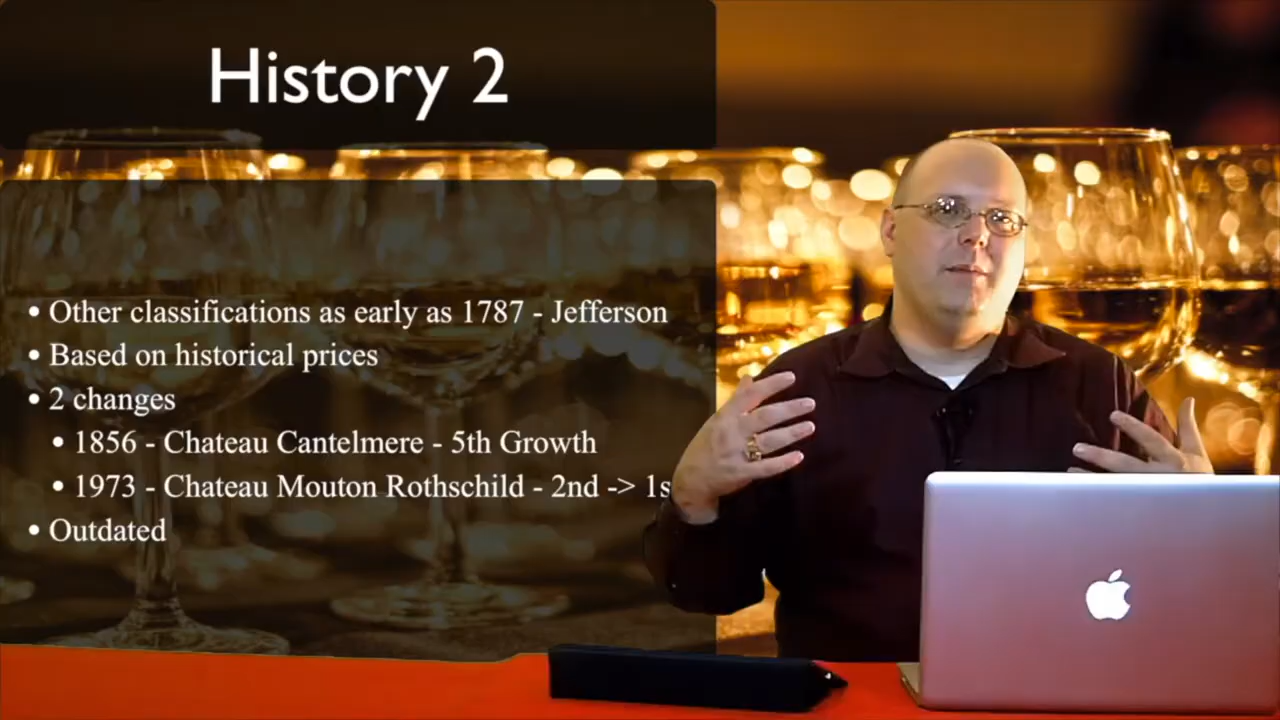 History 2
• Other classifications as early as 1787 - Jefferson
• Based on historical prices
• 2 changes
• 1856 - Chateau Cantelmere - 5th Growth
• 1973 - Chateau Mouton Rothschild - 2nd -> 1s
• Outdated